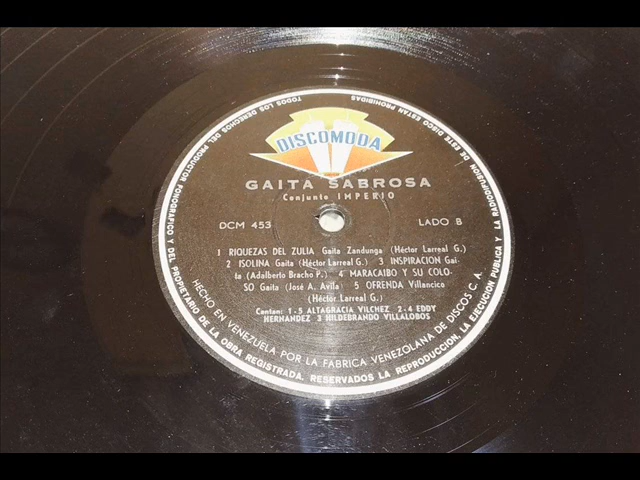 DISCOMODA
GAITA SABROSA
Conjunto IMPERIO
DCM 453
LADO B
1 RIQUEZAS DEL ZULIA Gaita Zandunga (Héctor Larreal G.)
2 ISOLINA Gaita (Héctor Larreal G.) 3 INSPIRACION Gai-
ta (Adalberto Bracho P.) 4 MARACAIBO Y SU COLO-
SO Gaita (José A. Avila) 5 OFRENDA Villancico
(Héctor Larreal G.)
Cantan: 1-5 ALTAGRACIA VILCHEZ 2-4 EDDY
HERNANDEZ 3 HILDEBRANDO VILLALOBOS
HECHO EN VENEZUELA POR LA FABRICA VENEZOLANA DE DISCOS C. A.
TODOS LOS DERECHOS DEL PRODUCTOR FONOGRAFICO Y DEL PROPIETARIO DE LA OBRA REGISTRADA. RESERVADOS LA REPRODUCCION, LA EJECUCION PUBLICA Y LA RADIODIFUSION DE ESTE DISCO ESTAN PROHIBIDAS